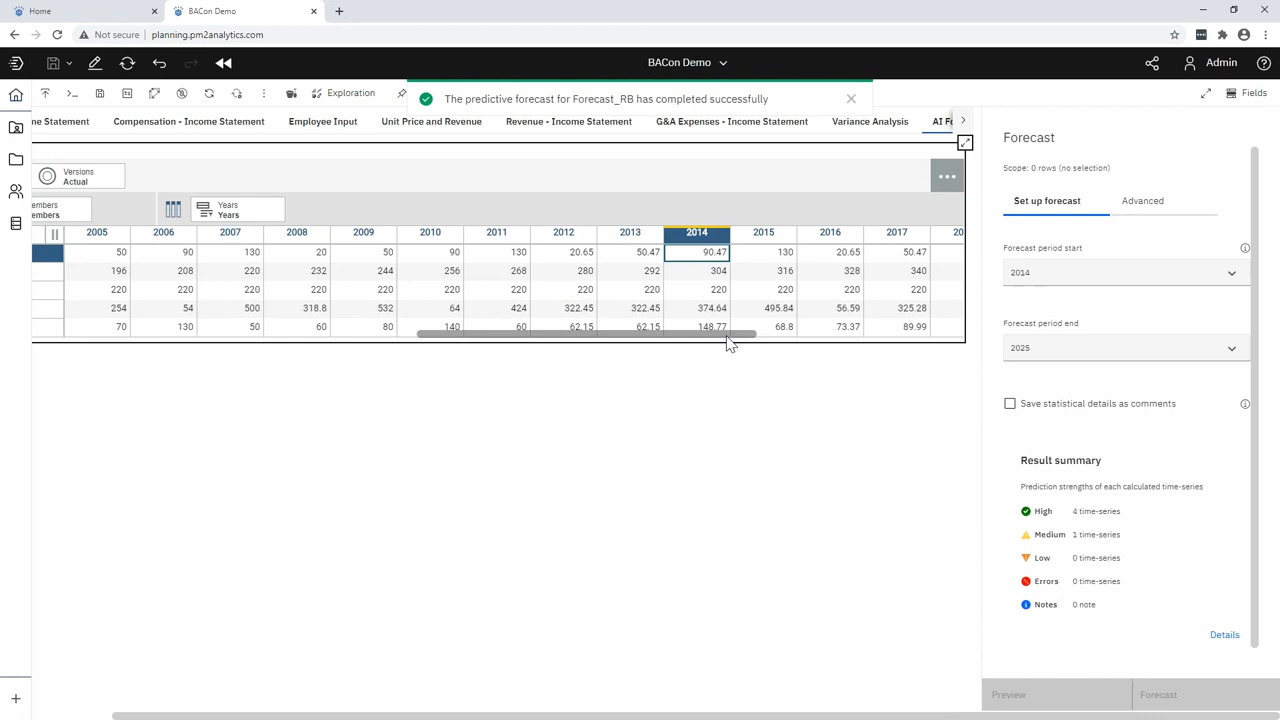 Home
BACon Demo
Not secure planning.pm2analytics.com
BACon Demo
Admin
Exploration
The predictive forecast for Forecast_RB has completed successfully
Fields
ne Statement Compensation - Income Statement Employee Input Unit Price and Revenue Revenue - Income Statement G&A Expenses - Income Statement Variance Analysis AI Fo
Versions
Actual
embers
embers
Years
Years
2005 2006 2007 2008 2009 2010 2011 2012 2013 2014 2015 2016 2017 20
50 90 130 20 50 90 130 20.65 50.47 90.47 130 20.65 50.47
196 208 220 232 244 256 268 280 292 304 316 328 340
220 220 220 220 220 220 220 220 220 220 220 220 220
254 54 500 318.8 532 64 424 322.45 322.45 374.64 495.84 56.59 325.28
70 130 50 60 80 140 60 62.15 62.15 148.77 68.8 73.37 89.99
Forecast
Scope: 0 rows (no selection)
Set up forecast Advanced
Forecast period start
2014
Forecast period end
2025
Save statistical details as comments
Result summary
Prediction strengths of each calculated time-series
High 4 time-series
Medium 1 time-series
Low 0 time-series
Errors 0 time-series
Notes 0 note
Details
Preview Forecast